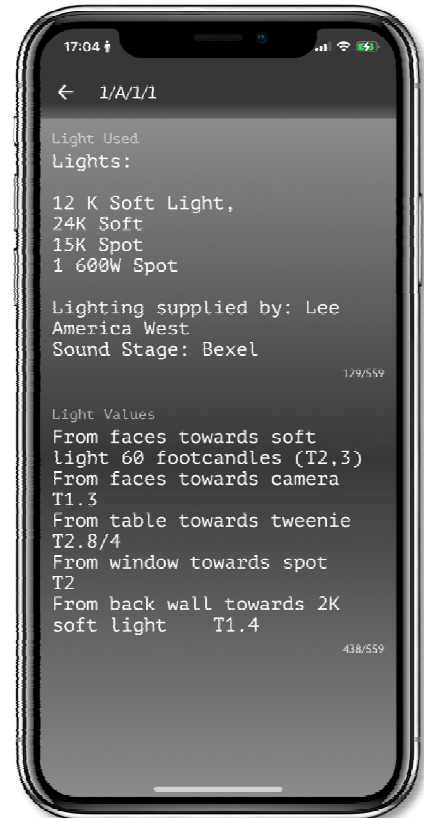 17:04
1/A/1/1
Light Used
Lights:
12 K Soft Light,
24K Soft
15K Spot
1 600W Spot
Lighting supplied by: Lee
America West
Sound Stage: Bexel
129/559
Light Values
From faces towards soft
light 60 footcandles (T2,3)
From faces towards camera
T1.3
From table towards tweenie
T2.8/4
From window towards spot
T2
From back wall towards 2K
soft light    T1.4
438/559